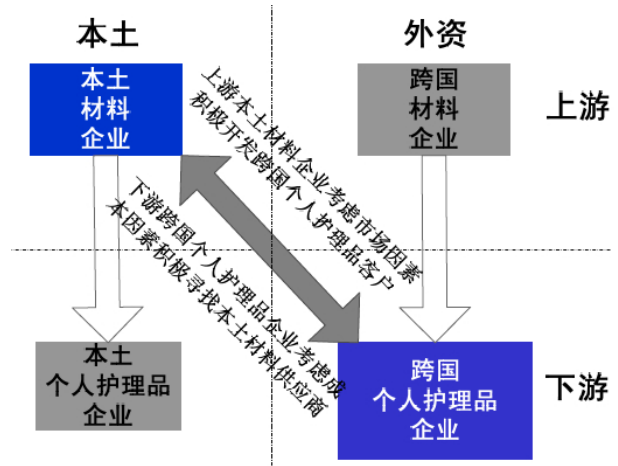 本土
外资
本土
材料
企业
跨国
材料
企业
上游
上游本土材料企业考虑市场因素
积极开发跨国个人护理品客户
下游跨国个人护理品企业考虑成
本因素积极寻找本土材料供应商
本土
个人护理品
企业
跨国
个人护理品
企业
下游